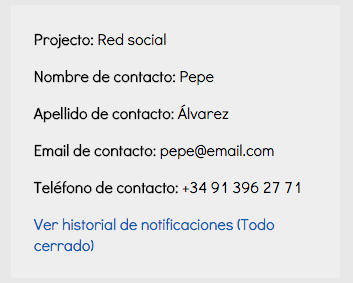 Projecto: Red social
Nombre de contacto: Pepe
Apellido de contacto: Álvarez
Email de contacto: pepe@email.com
Teléfono de contacto: +34 91 396 27 71
Ver historial de notificaciones (Todo
cerrado)